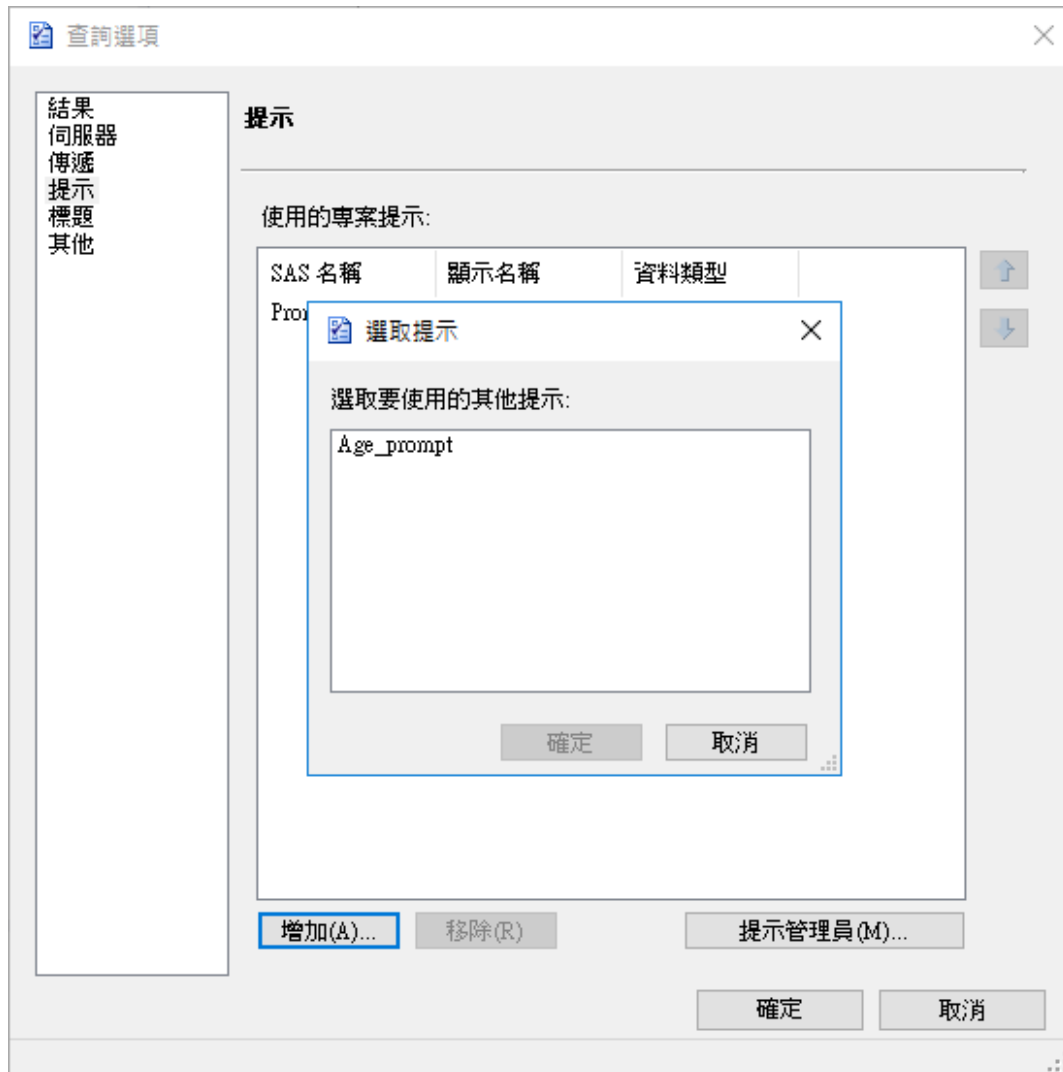 查詢選項
結果
伺服器
傳遞
提示
標題
其他
提示
使用的專案提示:
SAS 名稱 顯示名稱 資料類型
選取提示
選取要使用的其他提示:
Age_prompt
確定 取消
增加(A)... 移除(R) 提示管理員(M)...
確定 取消